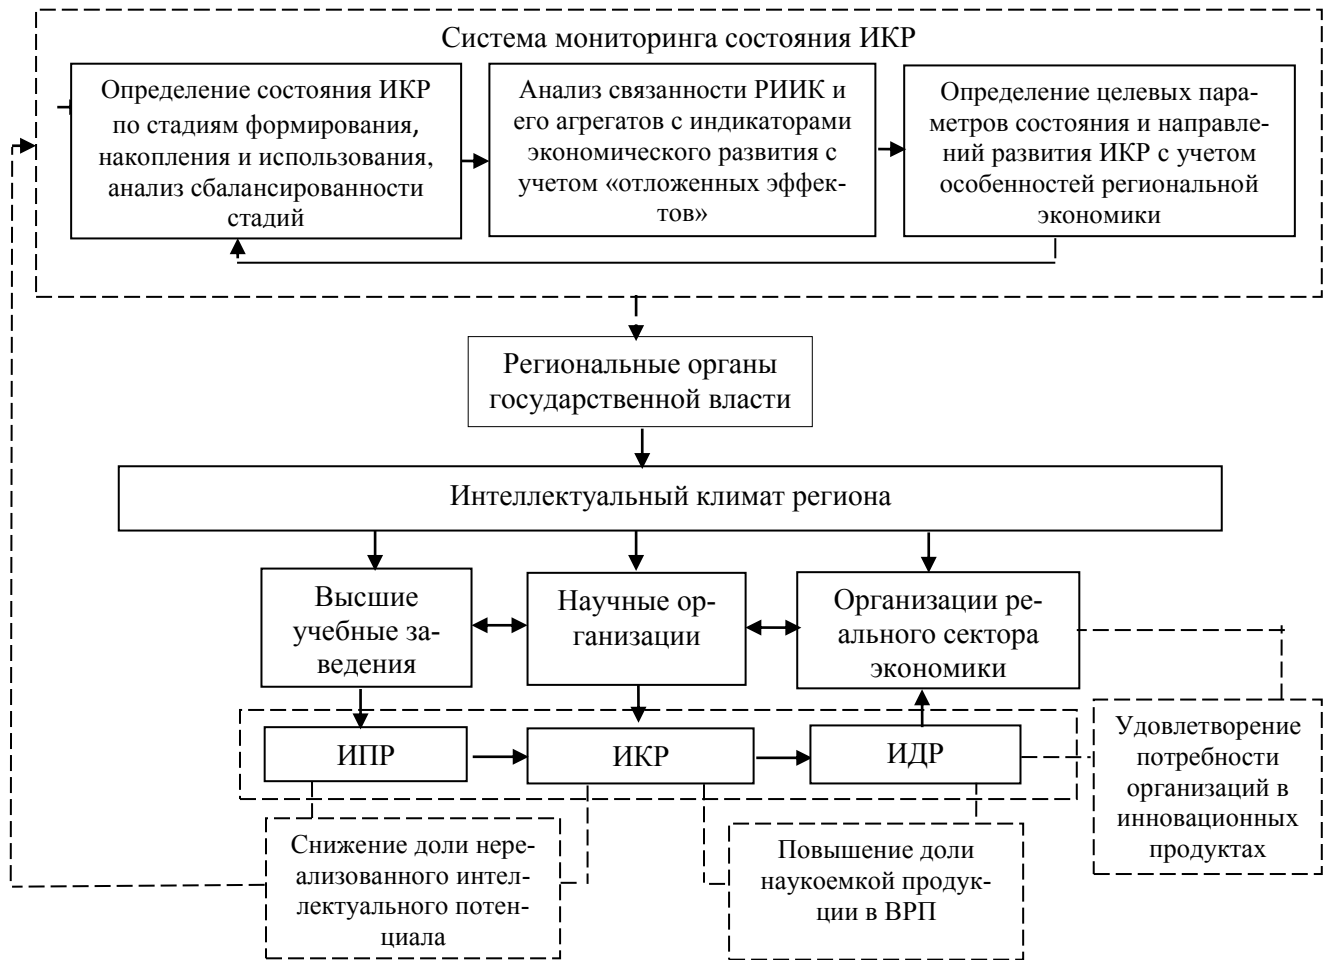 Система мониторинга состояния ИКР
Определение состояния ИКР
по стадиям формирования,
накопления и использования,
анализ сбалансированности
стадий
Анализ связанности РИИК и
его агрегатов с индикаторами
экономического развития с
учетом «отложенных эффек-
тов»
Определение целевых пара-
метров состояния и направле-
ний развития ИКР с учетом
особенностей региональной
экономики
Региональные органы
государственной власти
Интеллектуальный климат региона
Высшие
учебные за-
ведения
Научные ор-
ганизации
Организации ре-
ального сектора
экономики
ИПР
ИКР
ИДР
Удовлетворение
потребности
организаций в
инновационных
продуктах
Снижение доли нере-
ализованного интел-
лектуального потен-
циала
Повышение доли
наукоемкой продук-
ции в ВРП